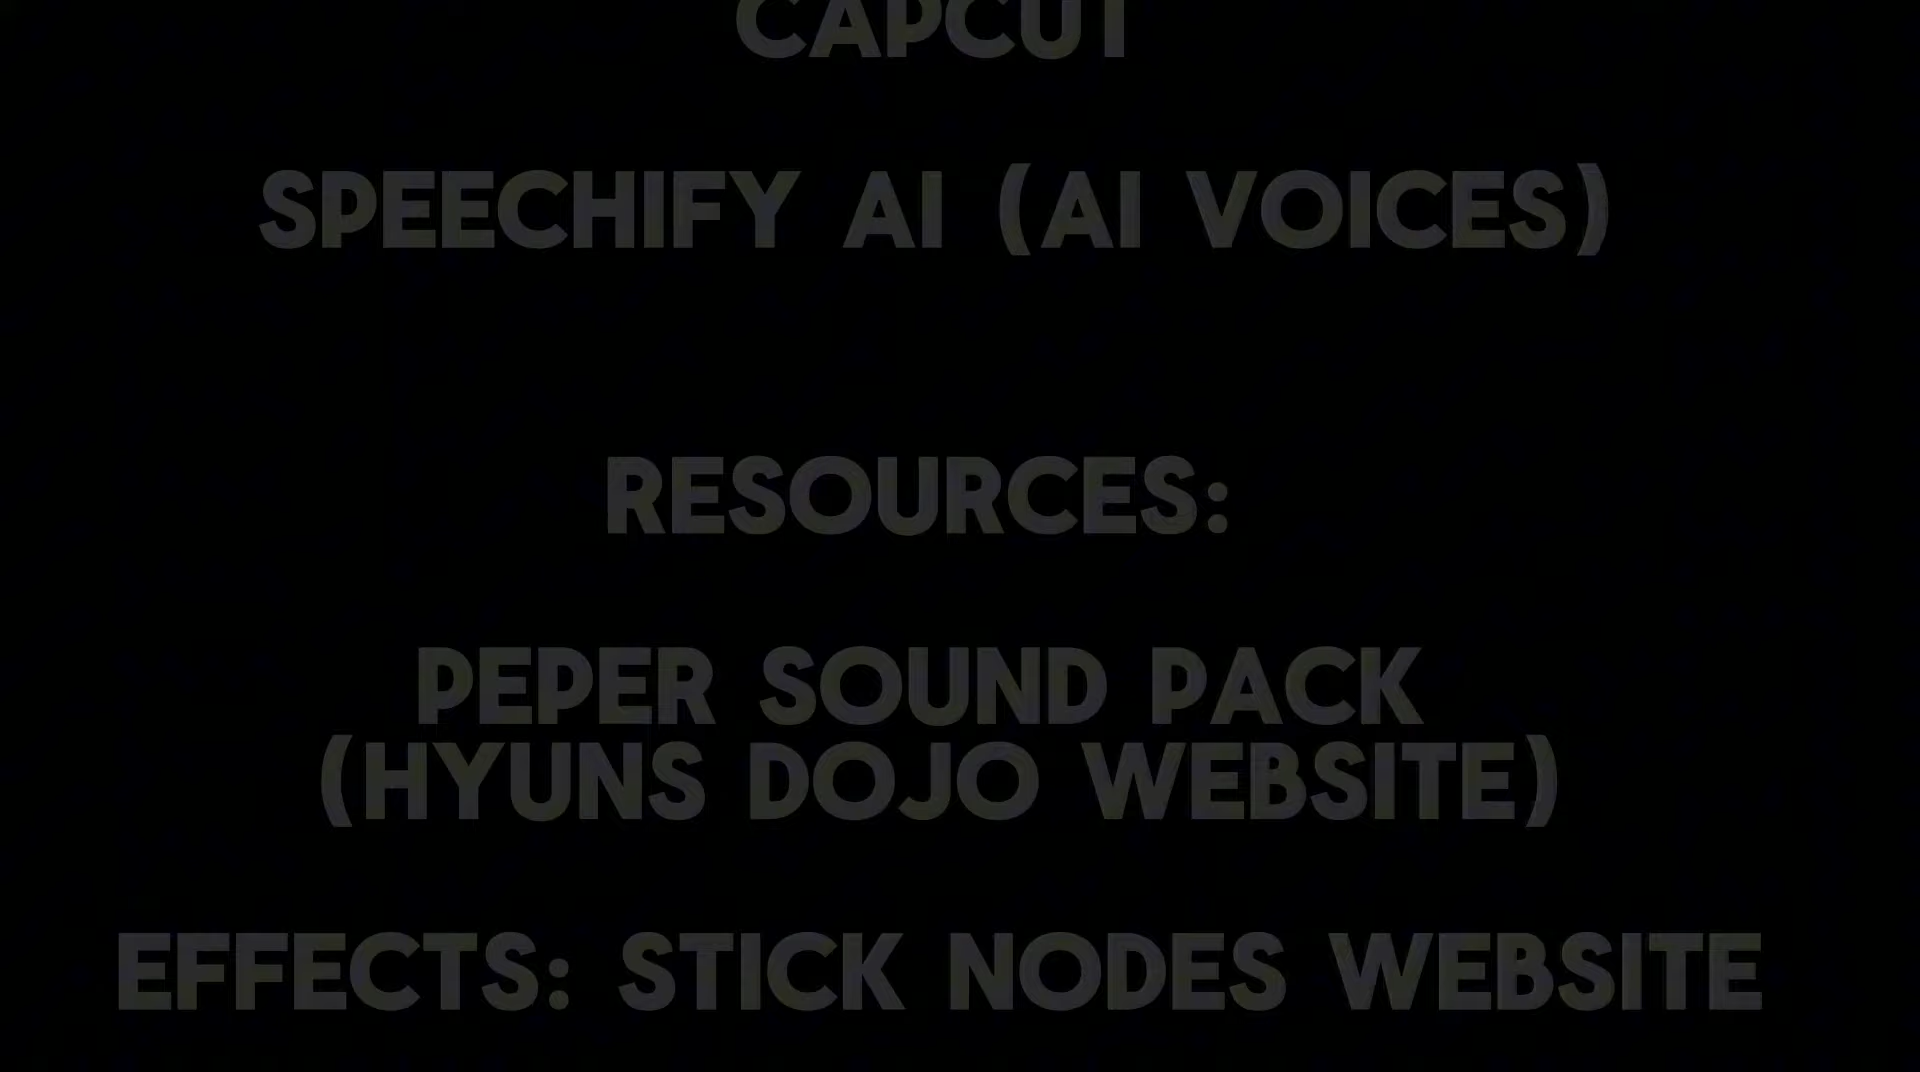 CAPCUT
SPEECHIFY AI (AI VOICES)
RESOURCES:
PEPER SOUND PACK
(HYUNS DOJO WEBSITE)
EFFECTS: STICK NODES WEBSITE